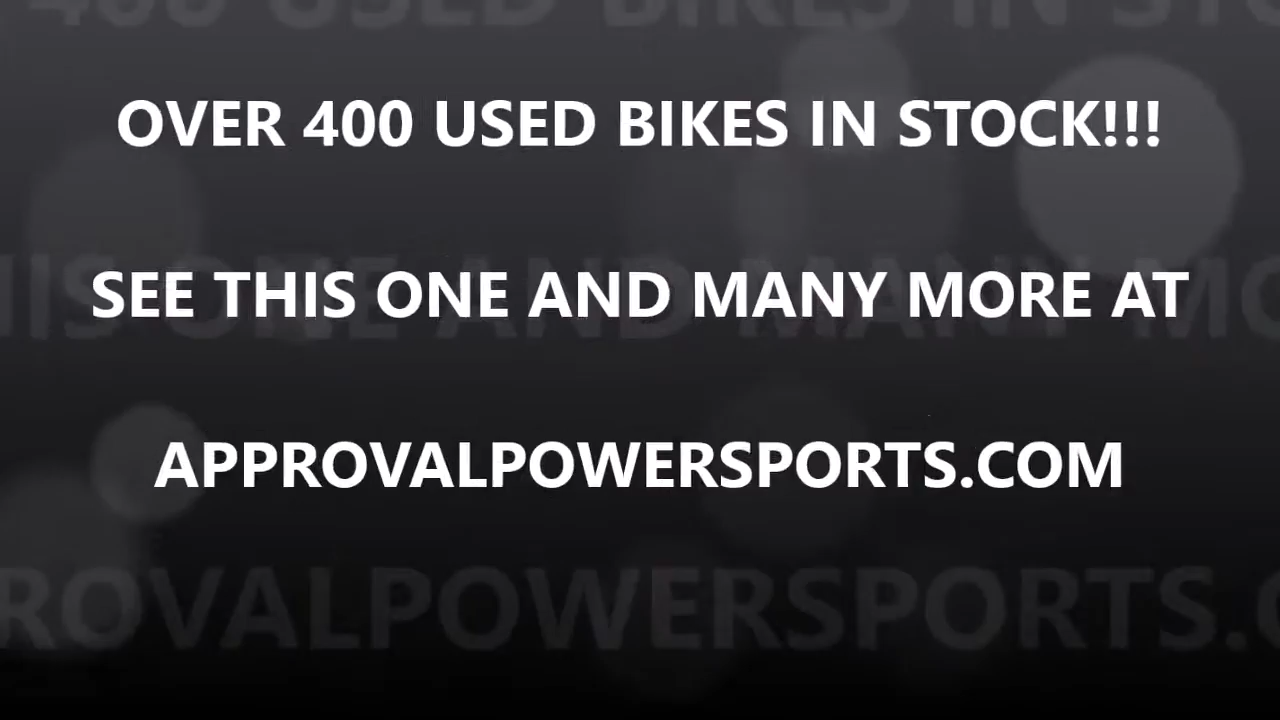 OVER 400 USED BIKES IN STOCK!!!
SEE THIS ONE AND MANY MORE AT
APPROVALPOWERSPORTS.COM